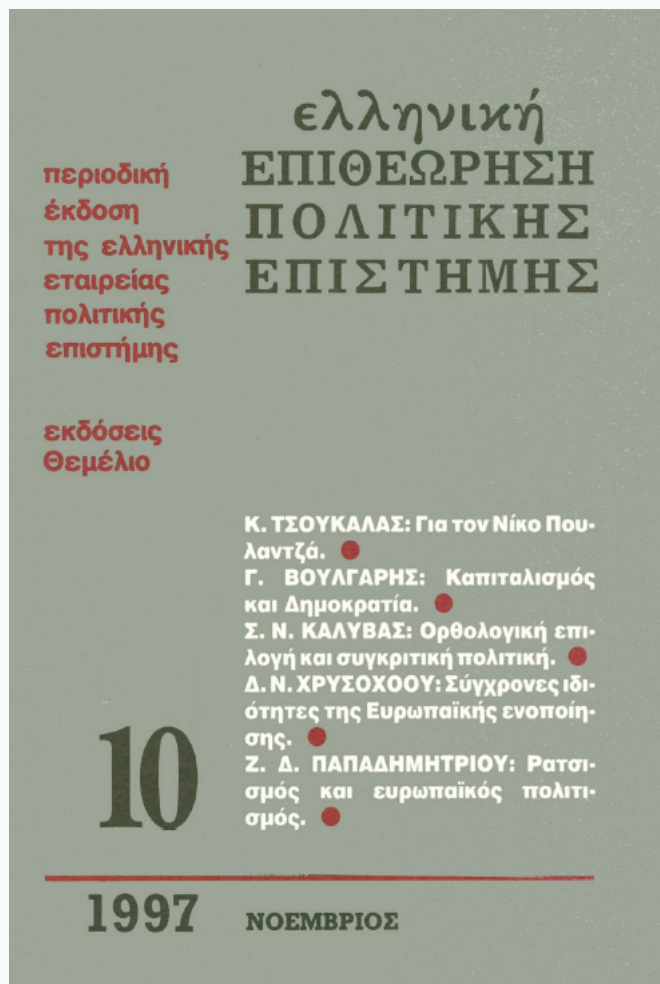 ελληνική
ΕΠΙΘΕΩΡΗΣΗ
ΠΟΛΙΤΙΚΗΣ
ΕΠΙΣΤΗΜΗΣ
περιοδική
έκδοση
της ελληνικής
εταιρείας
πολιτικής
επιστήμης
εκδόσεις
Θεμέλιο
Κ. ΤΣΟΥΚΑΛΑΣ: Για τον Νίκο Που-
λαντζά.
Γ. ΒΟΥΛΓΑΡΗΣ: Καπιταλισμός
και Δημοκρατία.
Σ. Ν. ΚΑΛΥΒΑΣ: Ορθολογική επι-
λογή και συγκριτική πολιτική.
Δ. Ν. ΧΡΥΣΟΧΟΟΥ: Σύγχρονες ιδι-
ότητες της Ευρωπαϊκής ενοποίη-
σης.
Ζ. Δ. ΠΑΠΑΔΗΜΗΤΡΙΟΥ: Ρατσι-
σμός και ευρωπαϊκός πολιτι-
σμός.
10
1997 ΝΟΕΜΒΡΙΟΣ